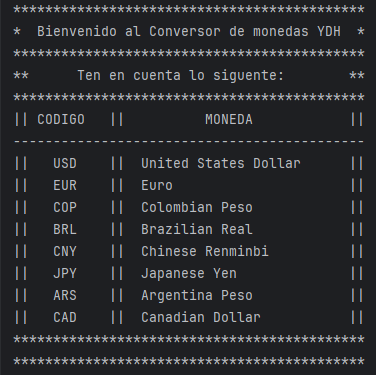 ********************************************
*  Bienvenido al Conversor de monedas YDH  *
********************************************
**      Ten en cuenta lo siguente:        **
********************************************
|| CODIGO   ||          MONEDA            ||
--------------------------------------------
||   USD    ||  United States Dollar      ||
||   EUR    ||  Euro                      ||
||   COP    ||  Colombian Peso            ||
||   BRL    ||  Brazilian Real            ||
||   CNY    ||  Chinese Renminbi          ||
||   JPY    ||  Japanese Yen              ||
||   ARS    ||  Argentina Peso            ||
||   CAD    ||  Canadian Dollar           ||
********************************************
********************************************